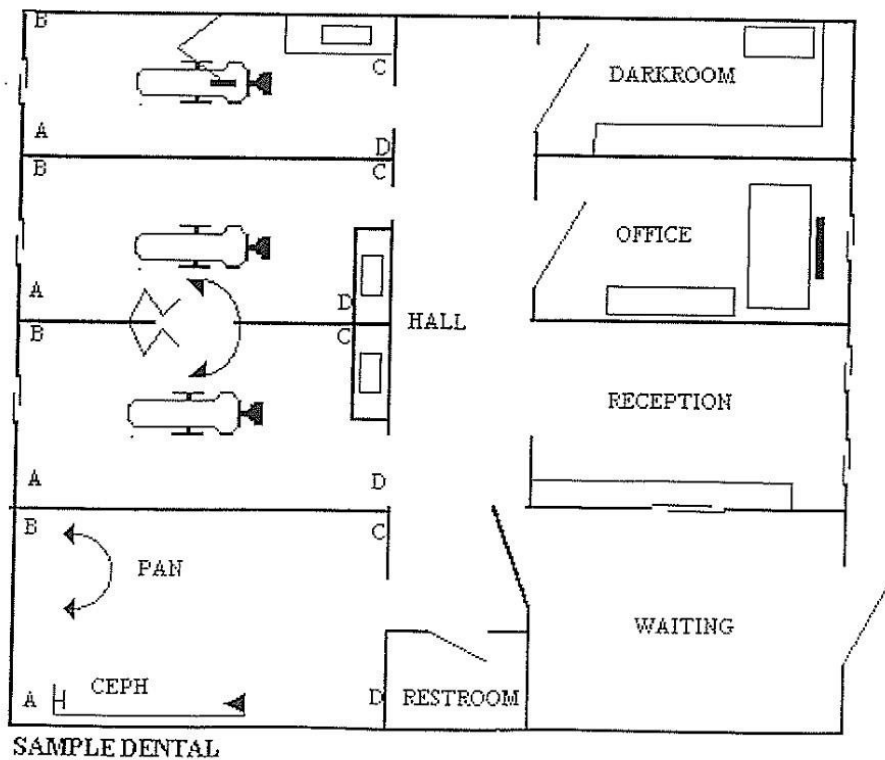 B
C
DARKROOM
A
D
B
C
OFFICE
A
D
HALL
B
C
RECEPTION
A
D
B
C
PAN
WAITING
CEPH
A
D
RESTROOM
SAMPLE DENTAL